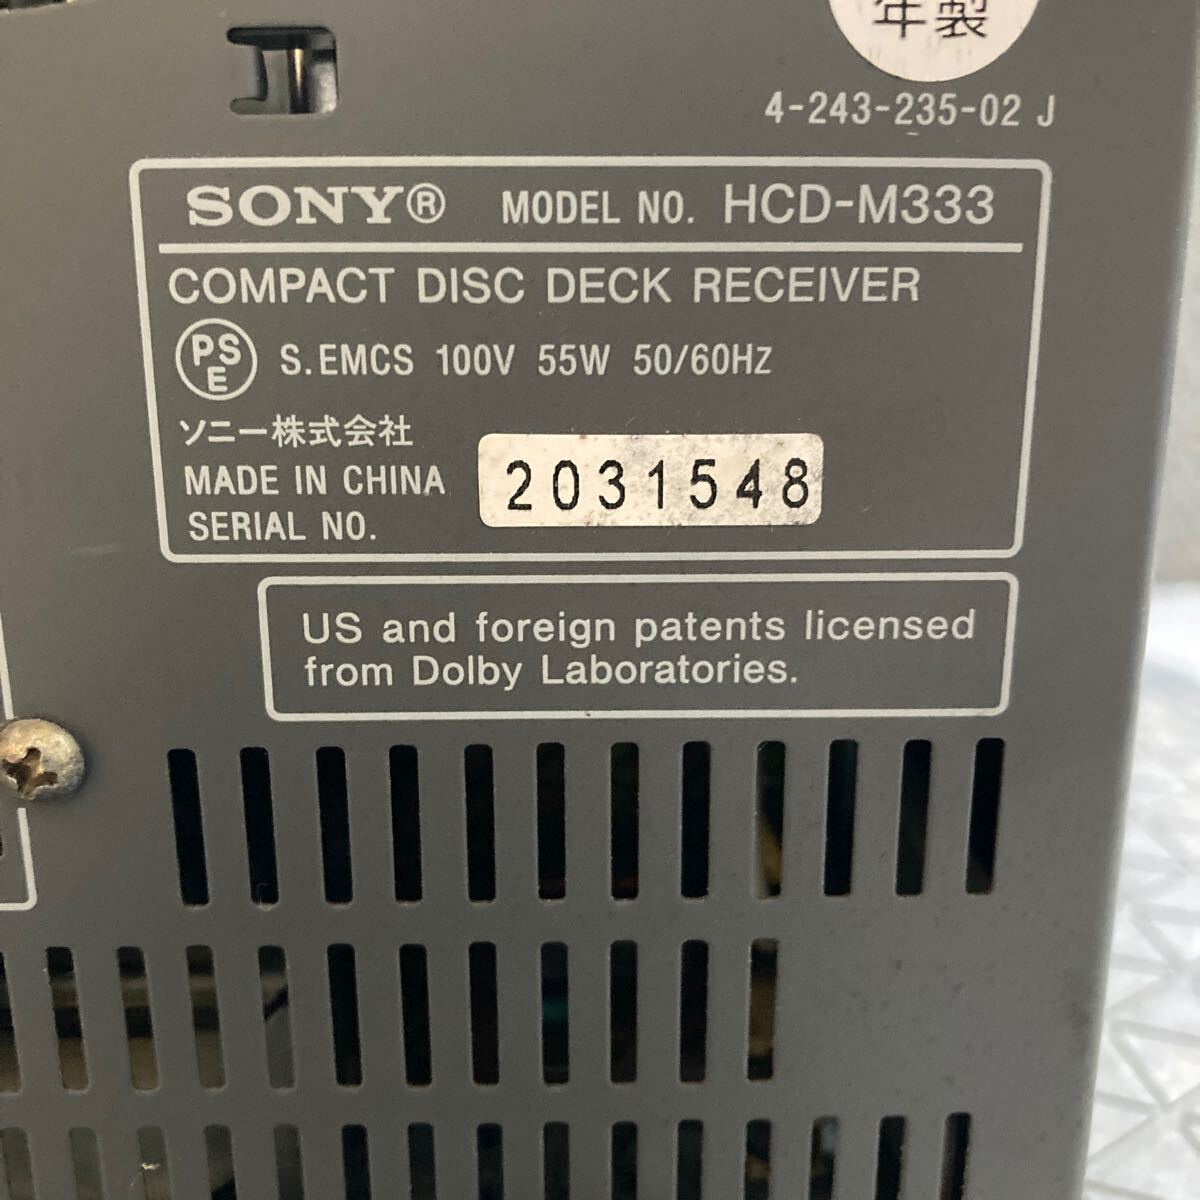 年製
4-243-235-02 J
SONY® MODEL NO. HCD-M333
COMPACT DISC DECK RECEIVER
PSE S.EMCS 100V 55W 50/60Hz
ソニー株式会社
MADE IN CHINA
SERIAL NO. 2031548
US and foreign patents licensed
from Dolby Laboratories.